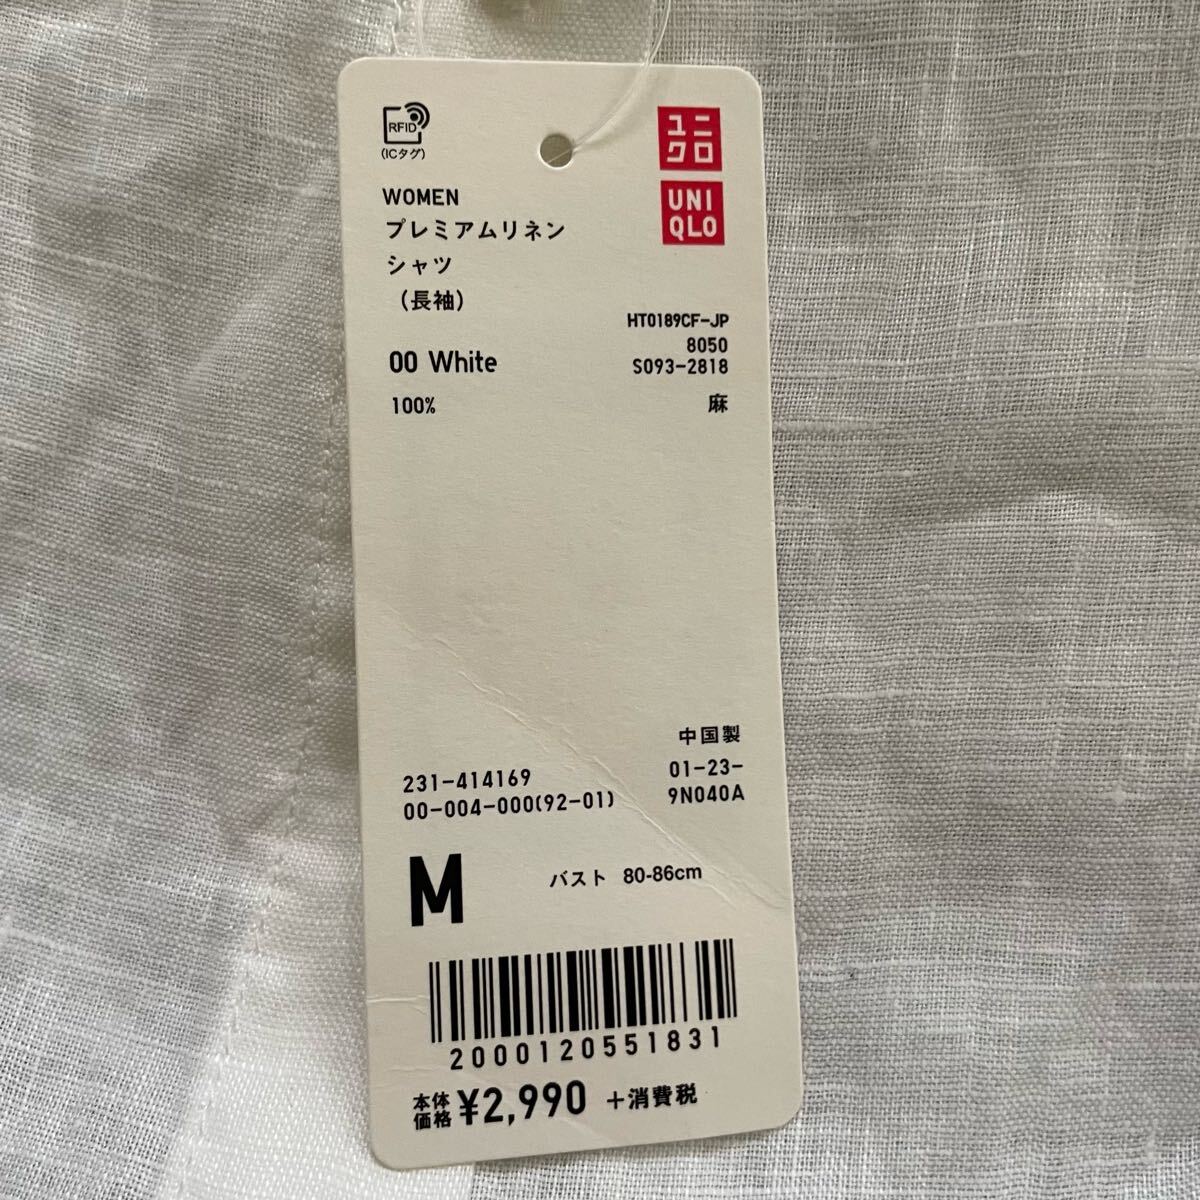 RFID
(ICタグ)
ユニ
クロ
UNI
QLO
WOMEN
プレミアムリネン
シャツ
(長袖)
HT0189CF-JP
8050
00 White
S093-2818
100% 麻
中国製
231-414169 01-23-
00-004-000(92-01) 9N040A
M バスト 80-86cm
2000120551831
本体
価格 ¥2,990 +消費税